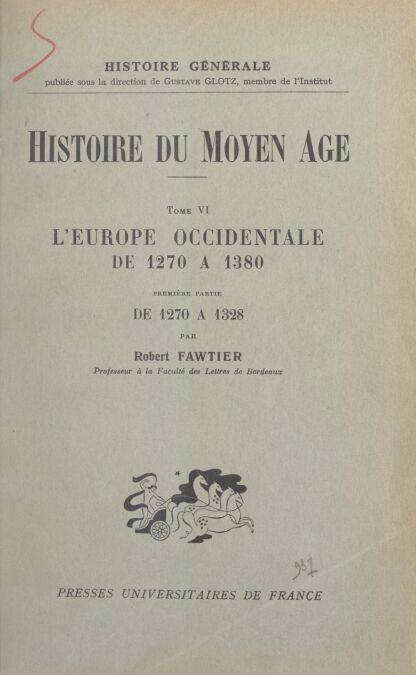 HISTOIRE GÉNÉRALE
publiée sous la direction de GUSTAVE GLOTZ, membre de l'Institut
HISTOIRE DU MOYEN AGE
TOME VI
L'EUROPE OCCIDENTALE
DE 1270 A 1380
PREMIÈRE PARTIE
DE 1270 A 1328
PAR
Robert FAWTIER
Professeur à la Faculté des Lettres de Bordeaux
PRESSES UNIVERSITAIRES DE FRANCE